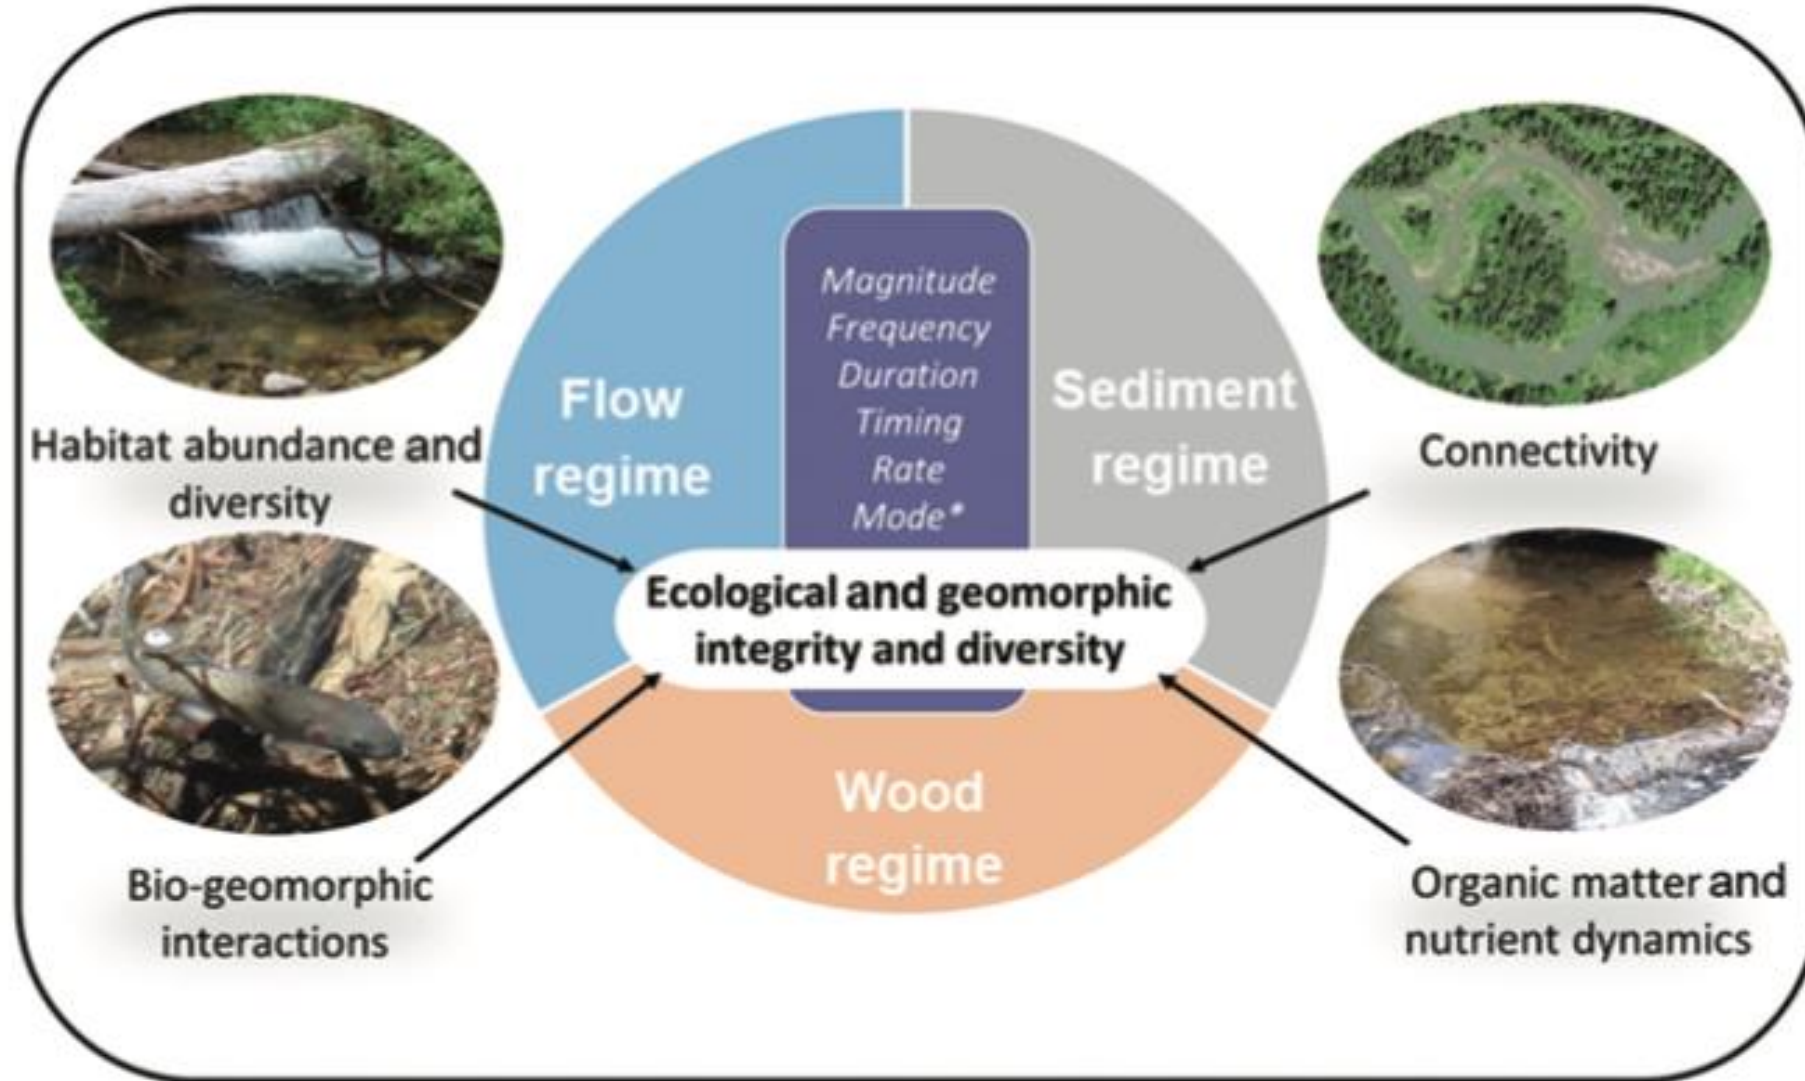 Habitat abundance and
diversity
Bio-geomorphic
interactions
Flow
regime
Magnitude
Frequency
Duration
Timing
Rate
Mode*
Sediment
regime
Ecological and geomorphic
integrity and diversity
Wood
regime
Connectivity
Organic matter and
nutrient dynamics